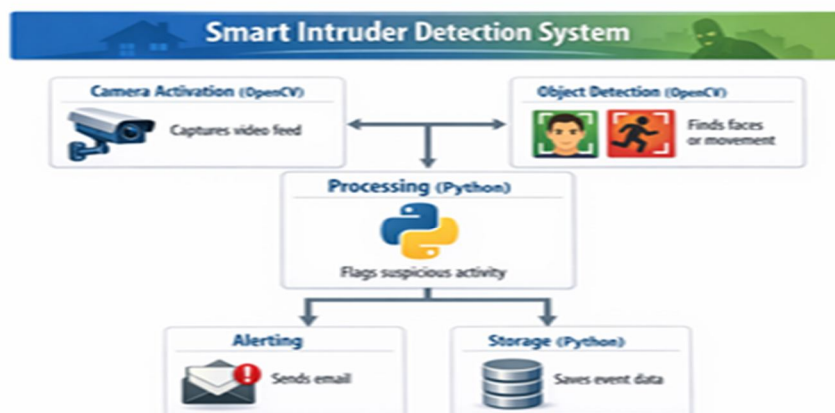 Smart Intruder Detection System
Camera Activation (OpenCV)
Captures video feed
Object Detection (OpenCV)
Finds faces
or movement
Processing (Python)
Flags suspicious activity
Alerting
Sends email
Storage (Python)
Saves event data